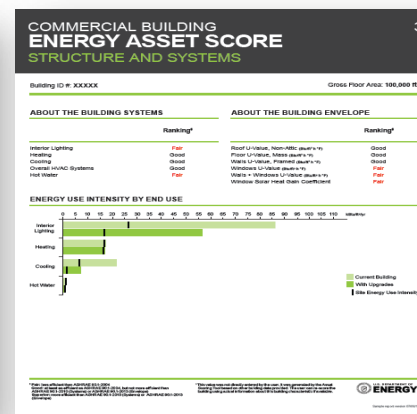 COMMERCIAL BUILDING
ENERGY ASSET SCORE
STRUCTURE AND SYSTEMS
3
Building ID #: XXXXX
Gross Floor Area: 100,000 ft
ABOUT THE BUILDING SYSTEMS
Ranking*
Interior Lighting Fair
Heating Good
Cooling Good
Overall HVAC Systems Good
Hot Water Fair
ABOUT THE BUILDING ENVELOPE
Ranking*
Roof U-Value, Non-Attic Good
Floor U-Value, Mass Good
Walls U-Value, Framed Good
Windows U-Value Fair
Walls + Windows U-Value Fair
Window Solar Heat Gain Coefficient Fair
ENERGY USE INTENSITY BY END USE
0 5 10 15 20 25 30 35 40 45 50 55 60 65 70 75 80 85 90 95 100 105 110
Interior
Lighting
Heating
Cooling
Hot Water
Current Building
With Upgrades
Site Energy Use Intensity
U.S. DEPARTMENT OF
ENERGY